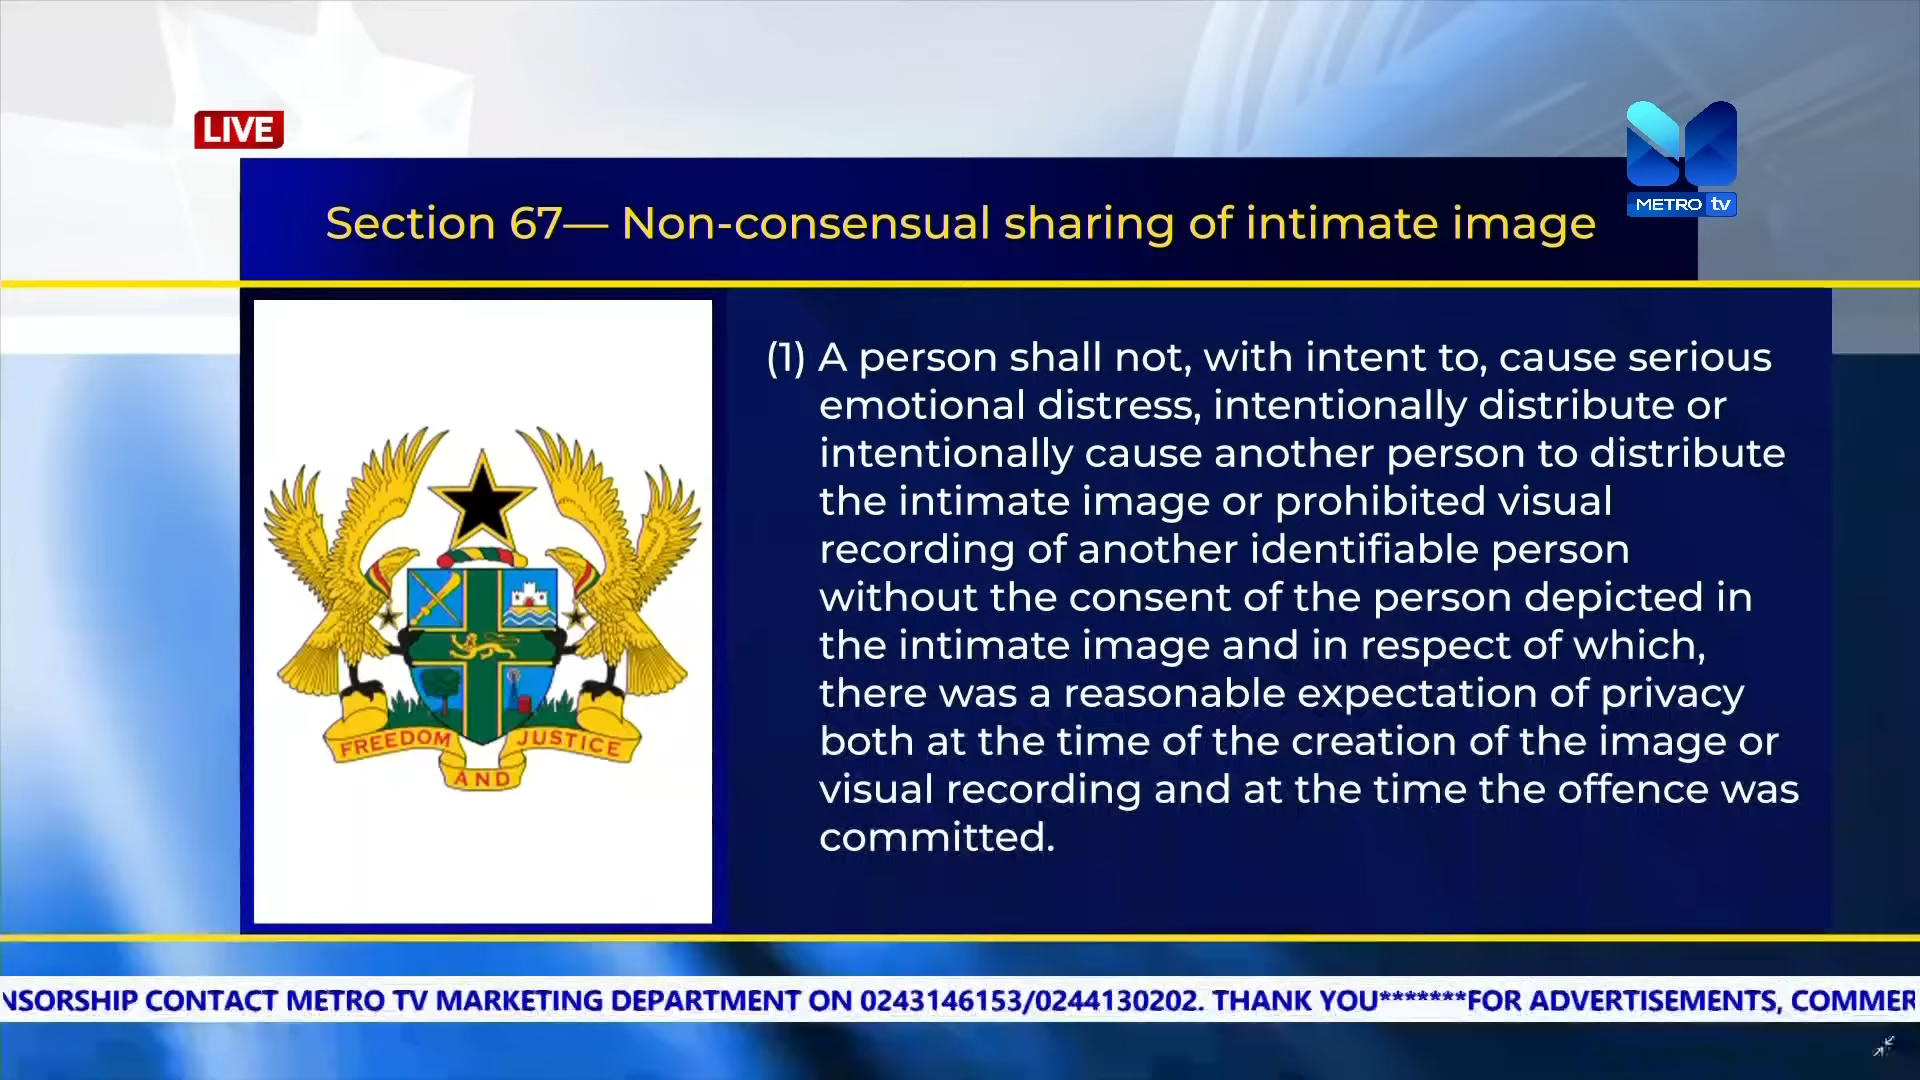 LIVE
METRO tv
Section 67— Non-consensual sharing of intimate image
(1) A person shall not, with intent to, cause serious
emotional distress, intentionally distribute or
intentionally cause another person to distribute
the intimate image or prohibited visual
recording of another identifiable person
without the consent of the person depicted in
the intimate image and in respect of which,
there was a reasonable expectation of privacy
both at the time of the creation of the image or
visual recording and at the time the offence was
committed.
FREEDOM
AND
JUSTICE
NSORSHIP CONTACT METRO TV MARKETING DEPARTMENT ON 0243146153/0244130202. THANK YOU*******FOR ADVERTISEMENTS, COMMER